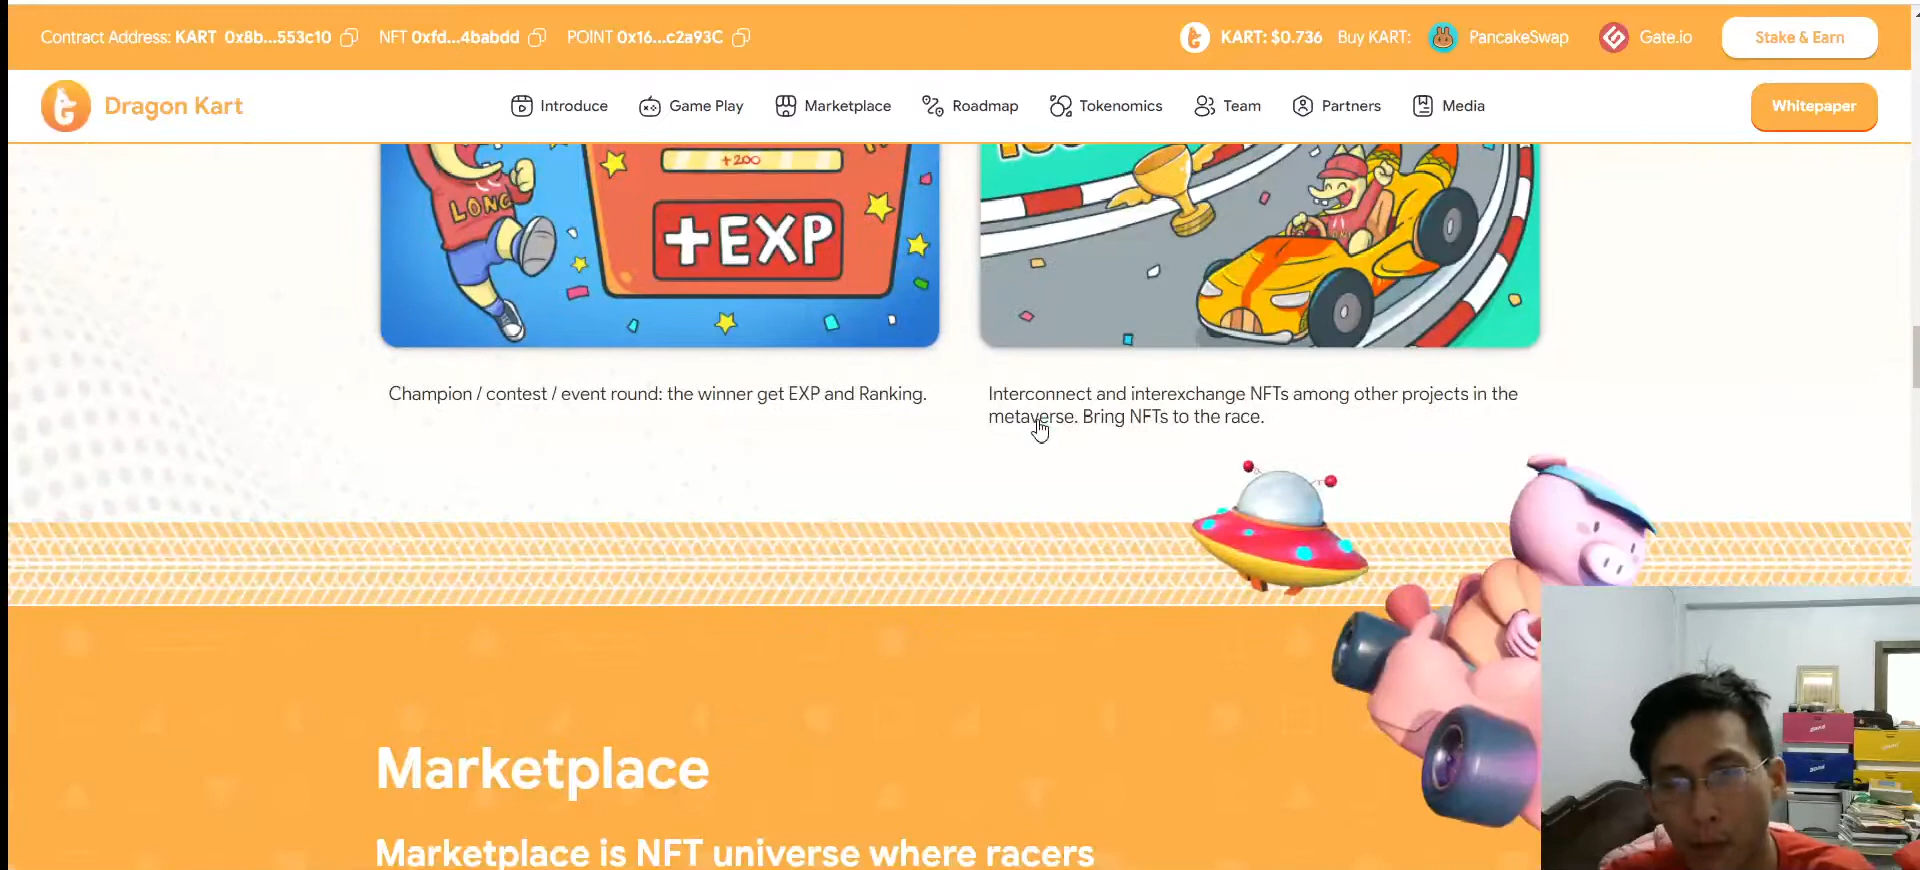 Contract Address: KART 0x8b...553c10 NFT 0xfd...4babdd POINT 0x16...c2a93C KART: $0.736 Buy KART: PancakeSwap Gate.io Stake & Earn
Dragon Kart Introduce Game Play Marketplace Roadmap Tokenomics Team Partners Media Whitepaper
+200
LONG
+EXP
Champion / contest / event round: the winner get EXP and Ranking.
Interconnect and interexchange NFTs among other projects in the
metaverse. Bring NFTs to the race.
Marketplace
Marketplace is NFT universe where racers